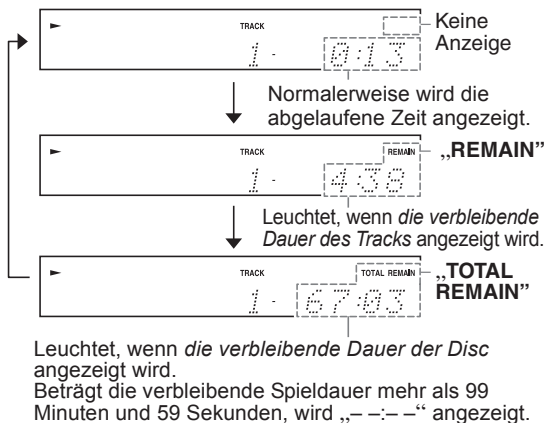 TRACK
Keine
Anzeige
1 - 0:13
Normalerweise wird die
abgelaufene Zeit angezeigt.
TRACK REMAIN „REMAIN”
1 - 4:38
Leuchtet, wenn die verbleibende
Dauer des Tracks angezeigt wird.
TRACK TOTAL REMAIN „TOTAL
REMAIN”
1 - 67:03
Leuchtet, wenn die verbleibende Dauer der Disc
angezeigt wird.
Beträgt die verbleibende Spieldauer mehr als 99
Minuten und 59 Sekunden, wird „– –:– –“ angezeigt.